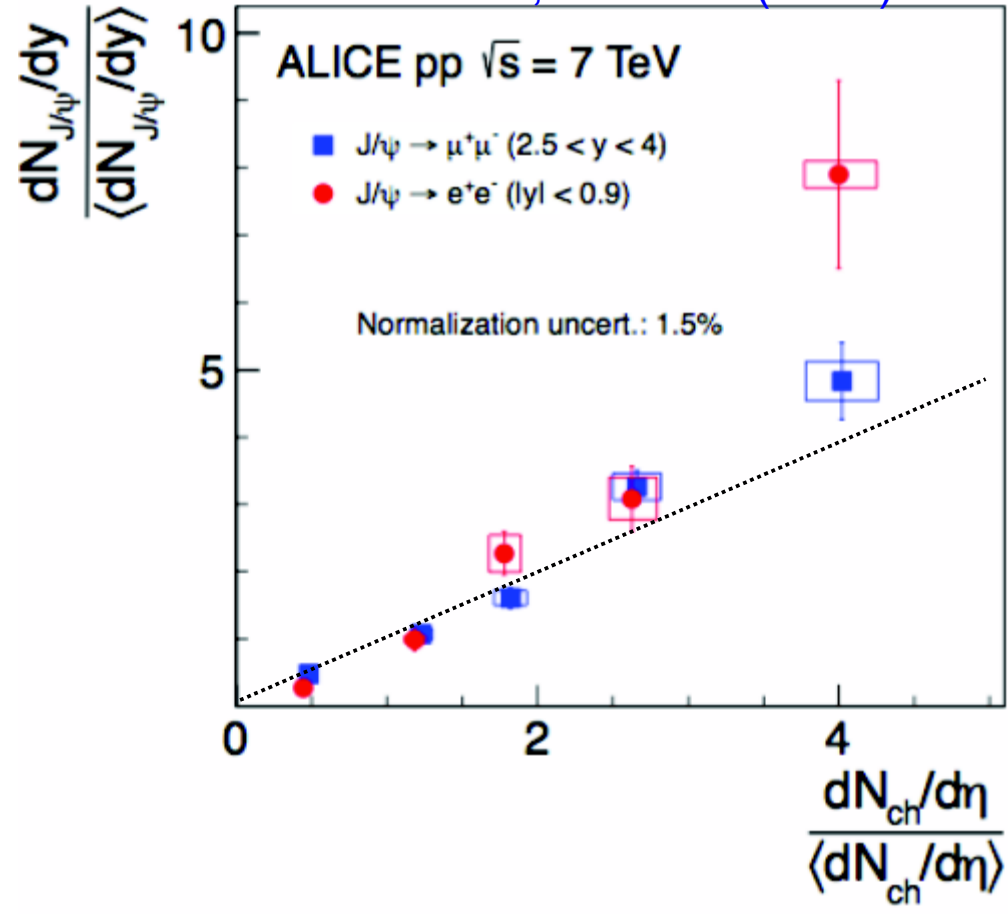 dN_J/ψ/dy
⟨dN_J/ψ/dy⟩
10
ALICE pp √s = 7 TeV
J/ψ → μ⁺μ⁻ (2.5 < y < 4)
J/ψ → e⁺e⁻ (|y| < 0.9)
Normalization uncert.: 1.5%
5
0 2 4
dN_ch/dη
⟨dN_ch/dη⟩